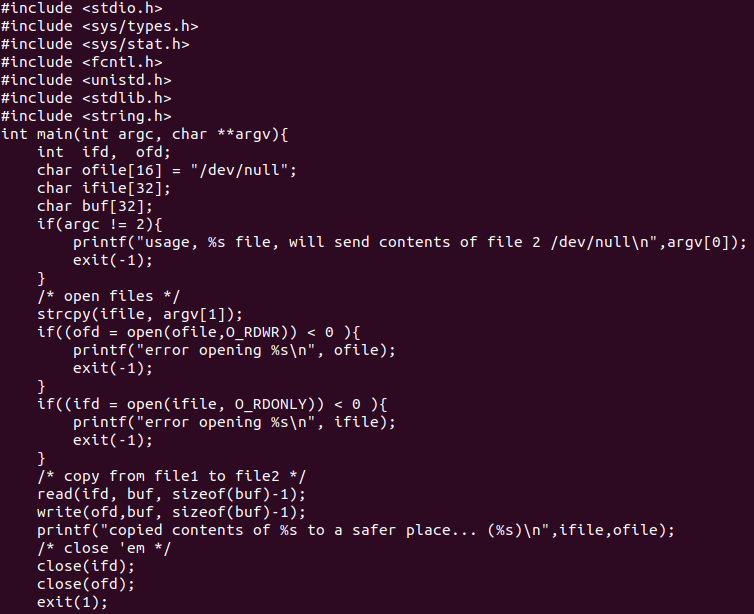 #include <stdio.h>
#include <sys/types.h>
#include <sys/stat.h>
#include <fcntl.h>
#include <unistd.h>
#include <stdlib.h>
#include <string.h>
int main(int argc, char **argv){
    int  ifd,  ofd;
    char ofile[16] = "/dev/null";
    char ifile[32];
    char buf[32];
    if(argc != 2){
        printf("usage, %s file, will send contents of file 2 /dev/null\n",argv[0]);
        exit(-1);
    }
    /* open files */
    strcpy(ifile, argv[1]);
    if((ofd = open(ofile,O_RDWR)) < 0 ){
        printf("error opening %s\n", ofile);
        exit(-1);
    }
    if((ifd = open(ifile, O_RDONLY)) < 0 ){
        printf("error opening %s\n", ifile);
        exit(-1);
    }
    /* copy from file1 to file2 */
    read(ifd, buf, sizeof(buf)-1);
    write(ofd,buf, sizeof(buf)-1);
    printf("copied contents of %s to a safer place... (%s)\n",ifile,ofile);
    /* close 'em */
    close(ifd);
    close(ofd);
    exit(1);